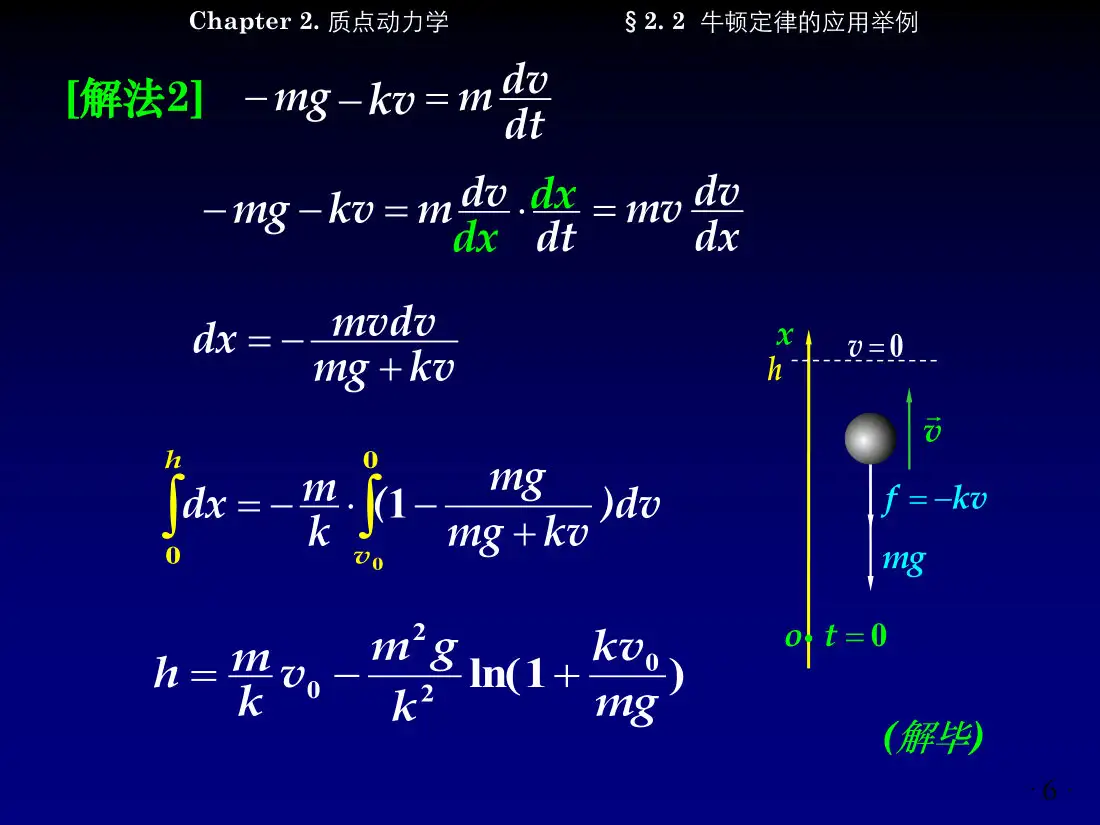 Chapter 2. 质点动力学 §2. 2 牛顿定律的应用举例
[解法2] −mg − kv = m dv/dt
−mg − kv = m dv/dx · dx/dt = mv dv/dx
dx = − mvdv/(mg + kv)
∫₀ʰ dx = − m/k · ∫_{v₀}^{0} (1 − mg/(mg + kv))dv
h = m/k v₀ − m²g/k² ln(1 + kv₀/mg)
x
h
v = 0
v⃗
f = −kv
mg
o t = 0
(解毕)
· 6 ·